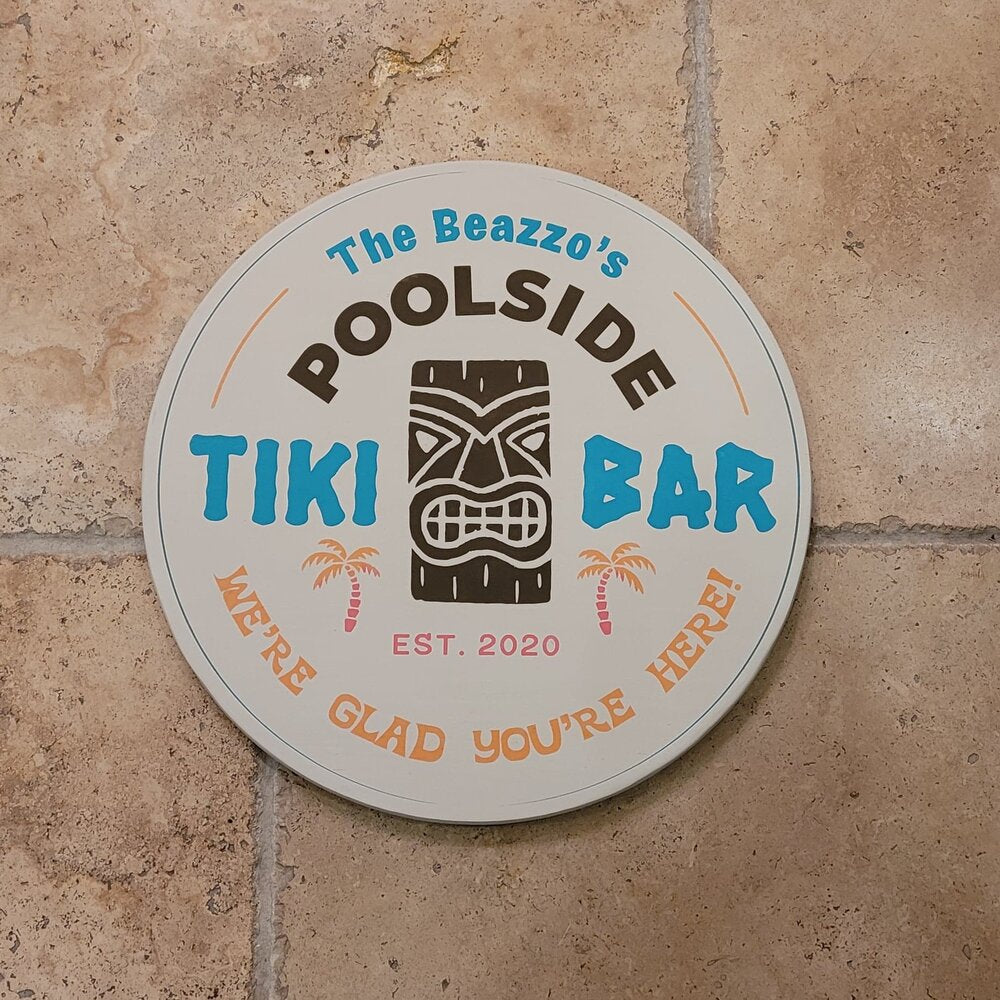 The Beazzo's
POOLSIDE
TIKI BAR
EST. 2020
WE'RE GLAD YOU'RE HERE!